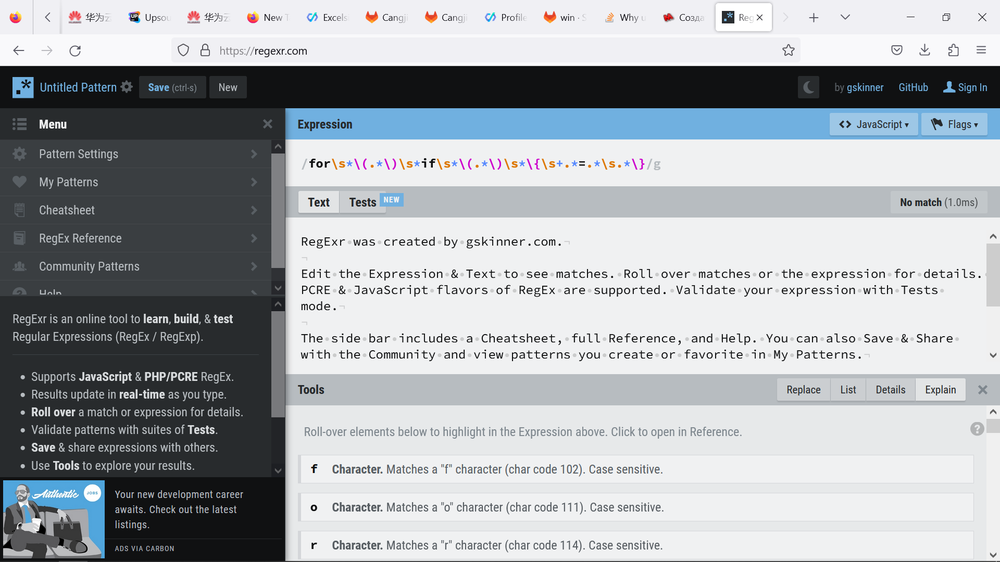 华为云
Upsou
华为云
New T
Excels
Cangji
Cangji
Profile
win · S
Why u
Созда
Reg
https://regexr.com
Untitled Pattern
Save (ctrl-s)
New
by gskinner
GitHub
Sign In
Menu
Pattern Settings
My Patterns
Cheatsheet
RegEx Reference
Community Patterns
Help
RegExr is an online tool to learn, build, & test
Regular Expressions (RegEx / RegExp).
Supports JavaScript & PHP/PCRE RegEx.
Results update in real-time as you type.
Roll over a match or expression for details.
Validate patterns with suites of Tests.
Save & share expressions with others.
Use Tools to explore your results.
Authentic JOBS
Your new development career
awaits. Check out the latest
listings.
ADS VIA CARBON
Expression
JavaScript ▾
Flags ▾
/for\s*\(.*\)\s*if\s*\(.*\)\s*\{\s+.*=.*\s.*\}/g
Text
Tests
NEW
No match (1.0ms)
RegExr was created by gskinner.com.
Edit the Expression & Text to see matches. Roll over matches or the expression for details.
PCRE & JavaScript flavors of RegEx are supported. Validate your expression with Tests
mode.
The side bar includes a Cheatsheet, full Reference, and Help. You can also Save & Share
with the Community and view patterns you create or favorite in My Patterns.
Tools
Replace
List
Details
Explain
Roll-over elements below to highlight in the Expression above. Click to open in Reference.
?
f Character. Matches a "f" character (char code 102). Case sensitive.
o Character. Matches a "o" character (char code 111). Case sensitive.
r Character. Matches a "r" character (char code 114). Case sensitive.